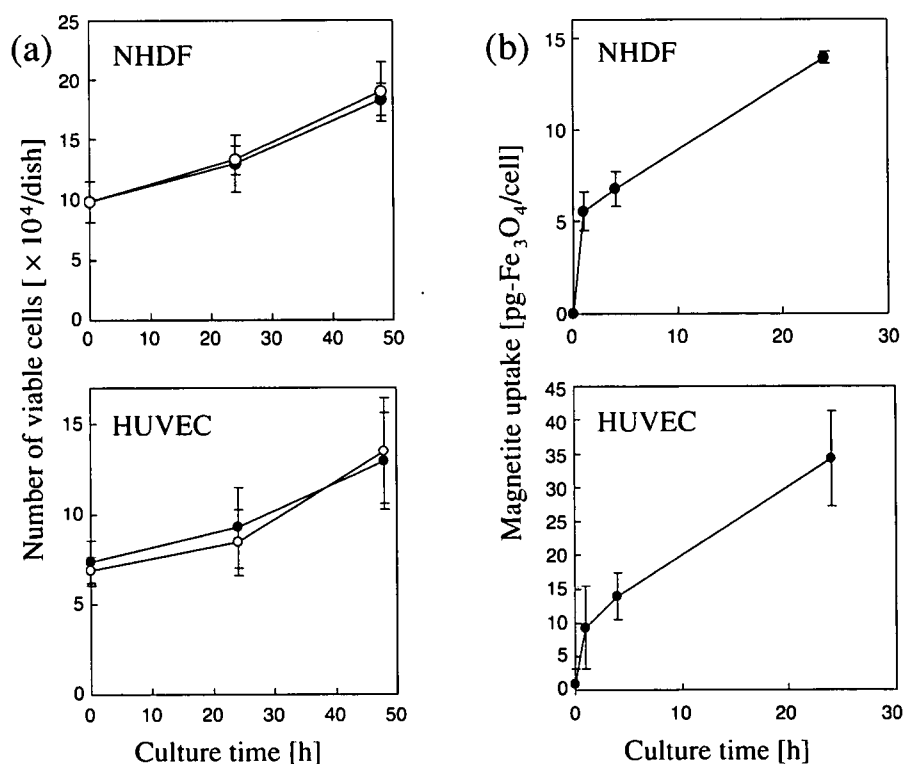 (a)
NHDF
25
20
15
10
5
0
0 10 20 30 40 50
HUVEC
15
10
5
0
0 10 20 30 40 50
Number of viable cells [ × 10⁴/dish]
Culture time [h]
(b)
NHDF
15
10
5
0
0 10 20 30
HUVEC
45
40
35
30
25
20
15
10
5
0
0 10 20 30
Magnetite uptake [pg-Fe₃O₄/cell]
Culture time [h]